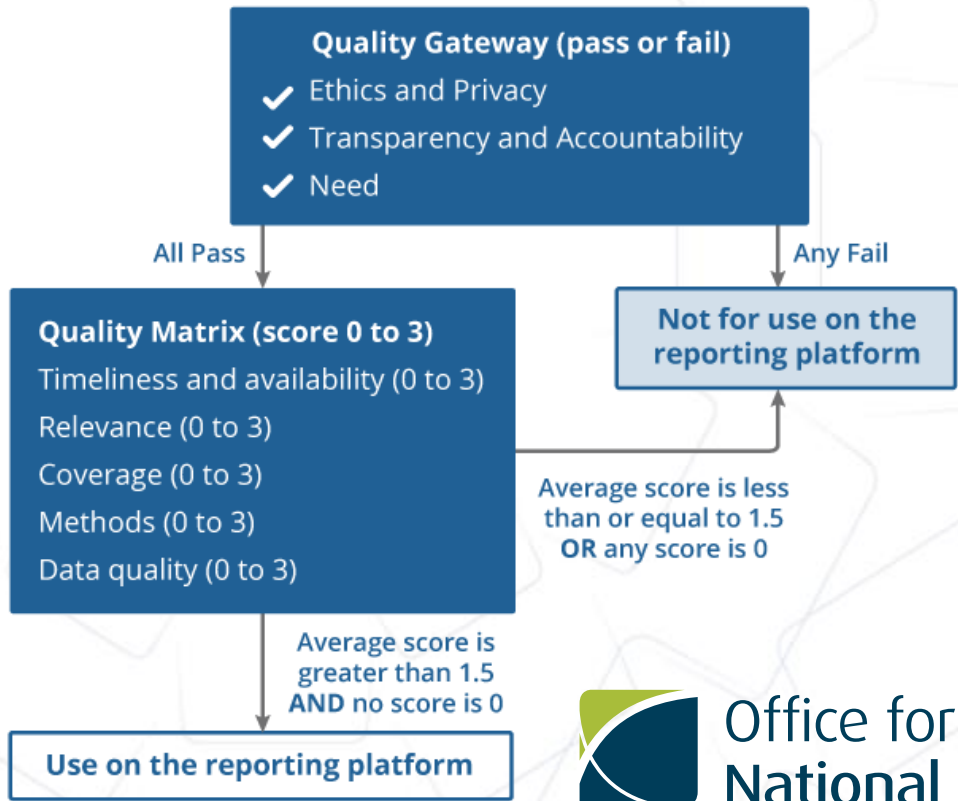 Quality Gateway (pass or fail)
Ethics and Privacy
Transparency and Accountability
Need
All Pass
Any Fail
Quality Matrix (score 0 to 3)
Timeliness and availability (0 to 3)
Relevance (0 to 3)
Coverage (0 to 3)
Methods (0 to 3)
Data quality (0 to 3)
Not for use on the
reporting platform
Average score is less
than or equal to 1.5
OR any score is 0
Average score is
greater than 1.5
AND no score is 0
Use on the reporting platform
Office for
National